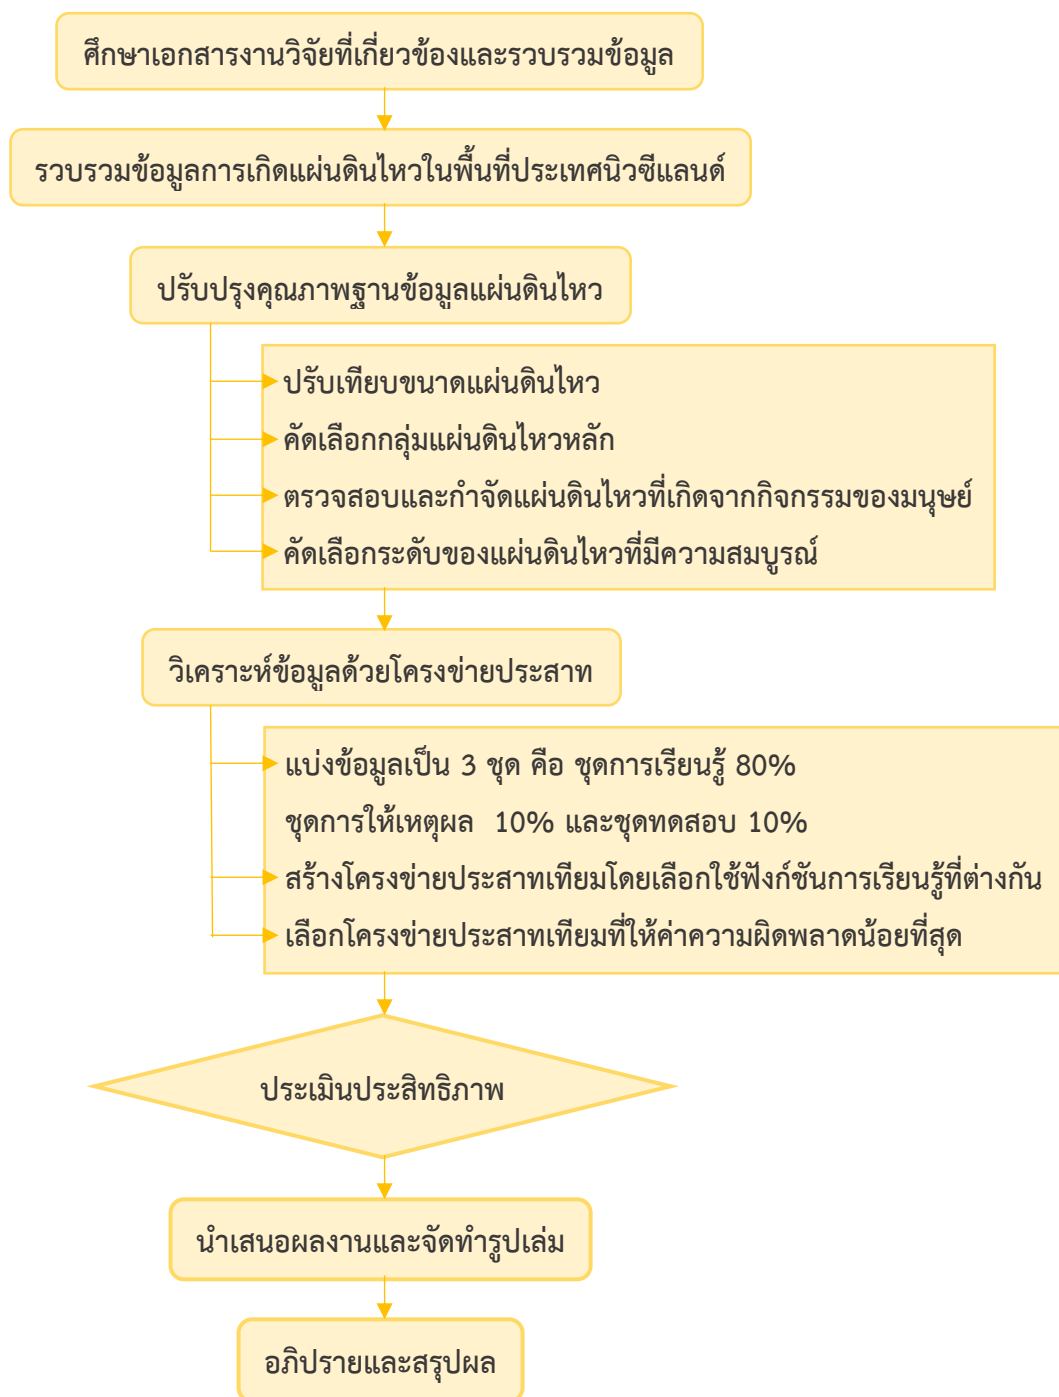 ศึกษาเอกสารงานวิจัยที่เกี่ยวข้องและรวบรวมข้อมูล
รวบรวมข้อมูลการเกิดแผ่นดินไหวในพื้นที่ประเทศนิวซีแลนด์
ปรับปรุงคุณภาพฐานข้อมูลแผ่นดินไหว
ปรับเทียบขนาดแผ่นดินไหว
คัดเลือกกลุ่มแผ่นดินไหวหลัก
ตรวจสอบและกำจัดแผ่นดินไหวที่เกิดจากกิจกรรมของมนุษย์
คัดเลือกระดับของแผ่นดินไหวที่มีความสมบูรณ์
วิเคราะห์ข้อมูลด้วยโครงข่ายประสาท
แบ่งข้อมูลเป็น 3 ชุด คือ ชุดการเรียนรู้ 80%
ชุดการให้เหตุผล 10% และชุดทดสอบ 10%
สร้างโครงข่ายประสาทเทียมโดยเลือกใช้ฟังก์ชันการเรียนรู้ที่ต่างกัน
เลือกโครงข่ายประสาทเทียมที่ให้ค่าความผิดพลาดน้อยที่สุด
ประเมินประสิทธิภาพ
นำเสนอผลงานและจัดทำรูปเล่ม
อภิปรายและสรุปผล